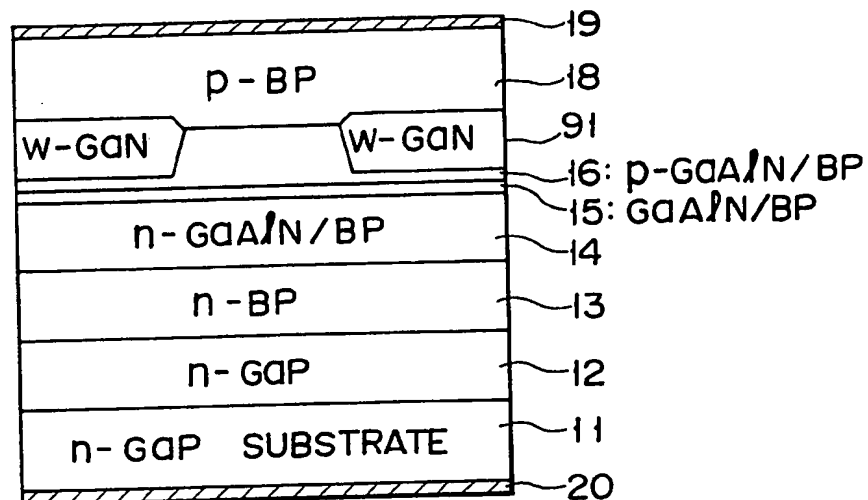 19
p-BP
18
W-GaN
W-GaN
91
16: p-GaAlN/BP
15: GaAlN/BP
n-GaAlN/BP
14
n-BP
13
n-GaP
12
n-GaP SUBSTRATE
11
20